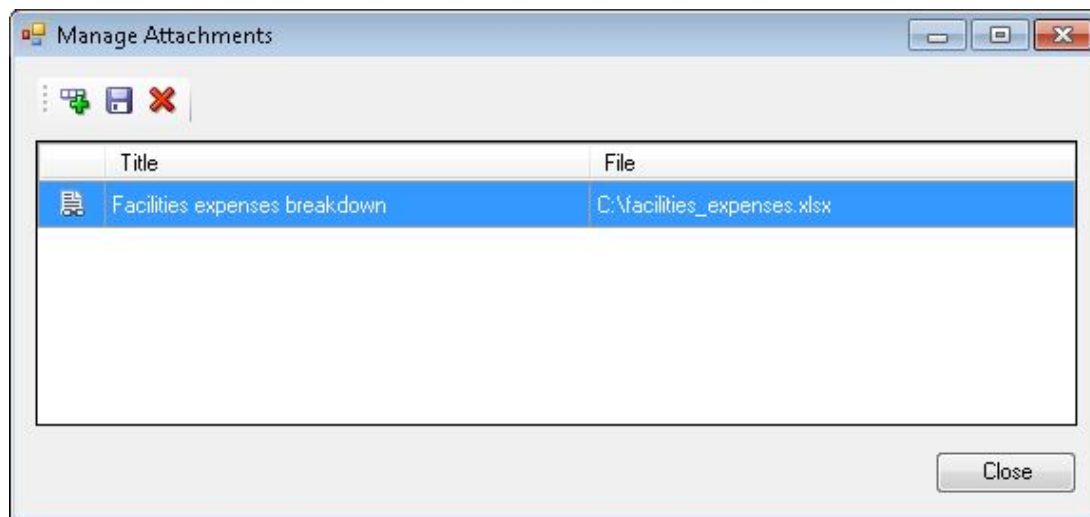 Manage Attachments
Title File
Facilities expenses breakdown C:\facilities_expenses.xlsx
Close